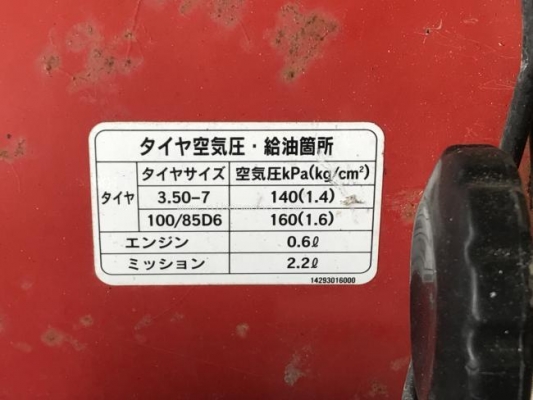 タイヤ空気圧・給油箇所
タイヤサイズ 空気圧kPa(kg/cm²)
タイヤ 3.50-7 140(1.4)
100/85D6 160(1.6)
エンジン 0.6ℓ
ミッション 2.2ℓ
14293016000